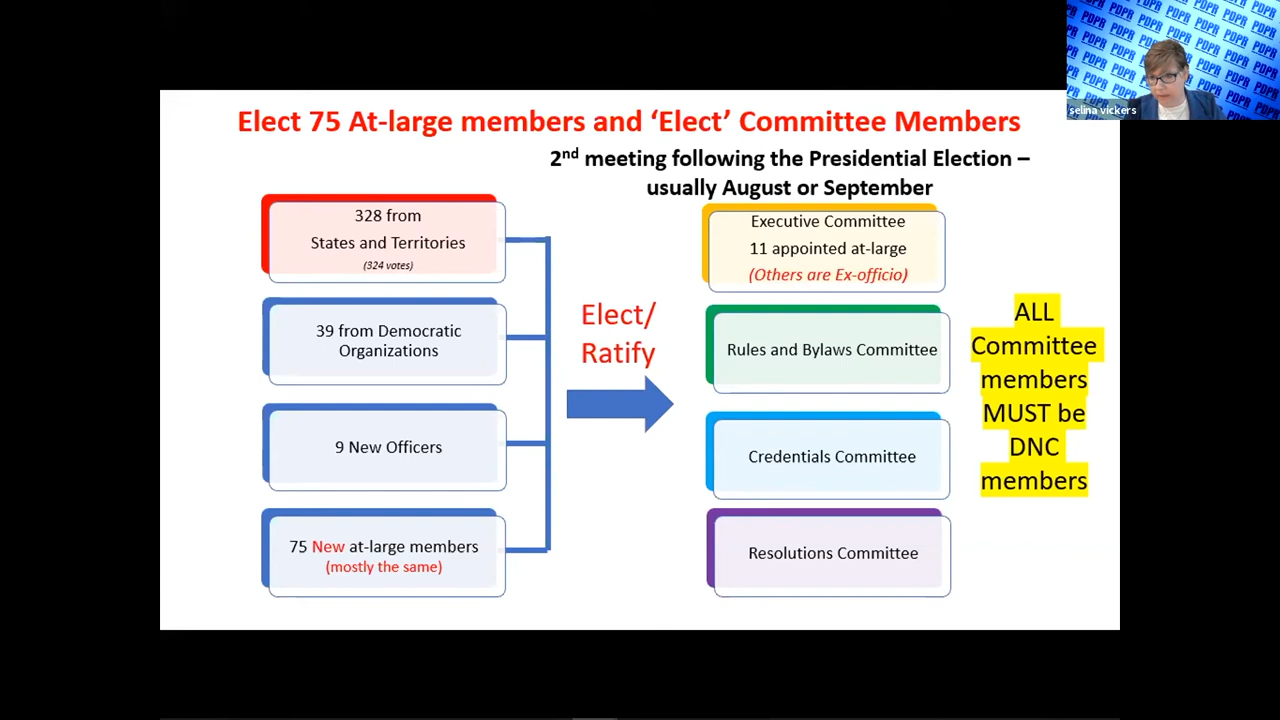 Elect 75 At-large members and ‘Elect’ Committee Members
2nd meeting following the Presidential Election –
usually August or September
328 from
States and Territories
(324 votes)
39 from Democratic
Organizations
9 New Officers
75 New at-large members
(mostly the same)
Elect/
Ratify
Executive Committee
11 appointed at-large
(Others are Ex-officio)
Rules and Bylaws Committee
Credentials Committee
Resolutions Committee
ALL
Committee
members
MUST be
DNC
members
PDPR
selina vickers